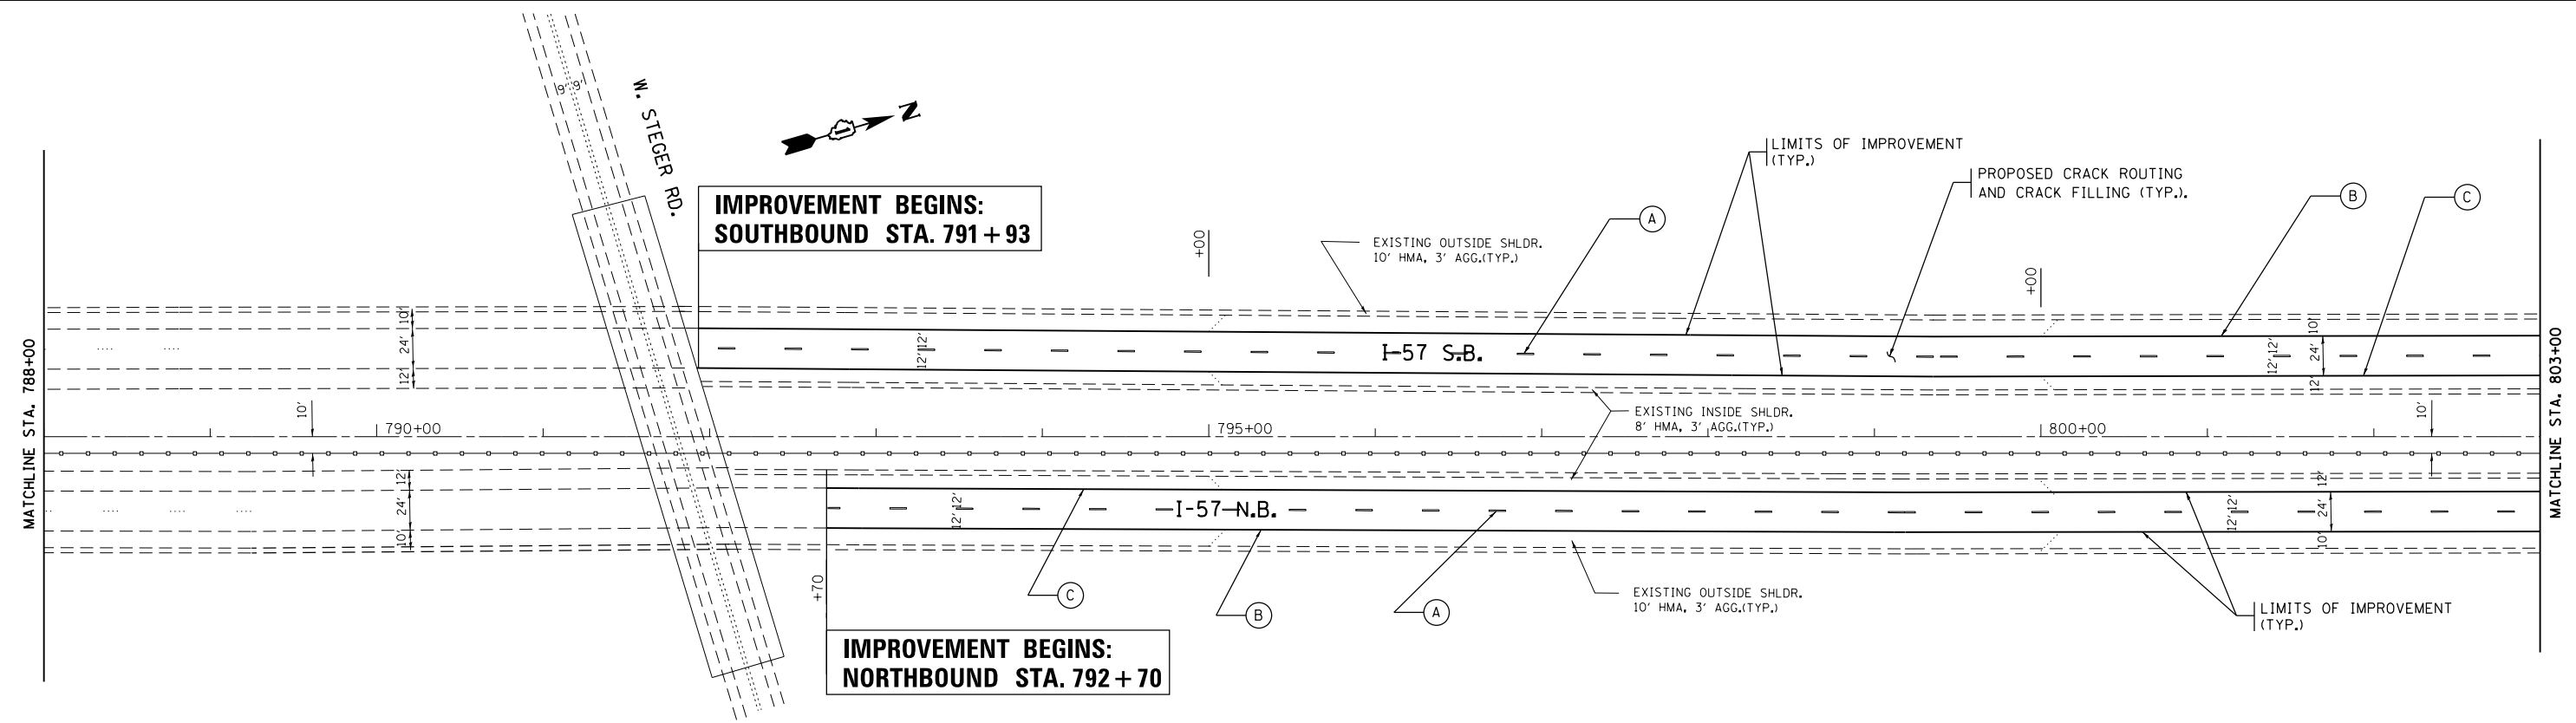 9' 9'
W. STEGER RD.
N
IMPROVEMENT BEGINS:
SOUTHBOUND STA. 791+93
+00
EXISTING OUTSIDE SHLDR.
10' HMA, 3' AGG.(TYP.)
A
LIMITS OF IMPROVEMENT
(TYP.)
PROPOSED CRACK ROUTING
AND CRACK FILLING (TYP.).
+00
B
C
MATCHLINE STA. 788+00
10'
24'
12'
12' 12'
I-57 S.B.
12' 12'
10'
24'
12'
MATCHLINE STA. 803+00
10'
790+00
795+00
EXISTING INSIDE SHLDR.
8' HMA, 3' AGG.(TYP.)
800+00
10'
12'
24'
10'
12' 12'
I-57 N.B.
12' 12'
12'
24'
10'
+70
C
B
A
EXISTING OUTSIDE SHLDR.
10' HMA, 3' AGG.(TYP.)
LIMITS OF IMPROVEMENT
(TYP.)
IMPROVEMENT BEGINS:
NORTHBOUND STA. 792+70